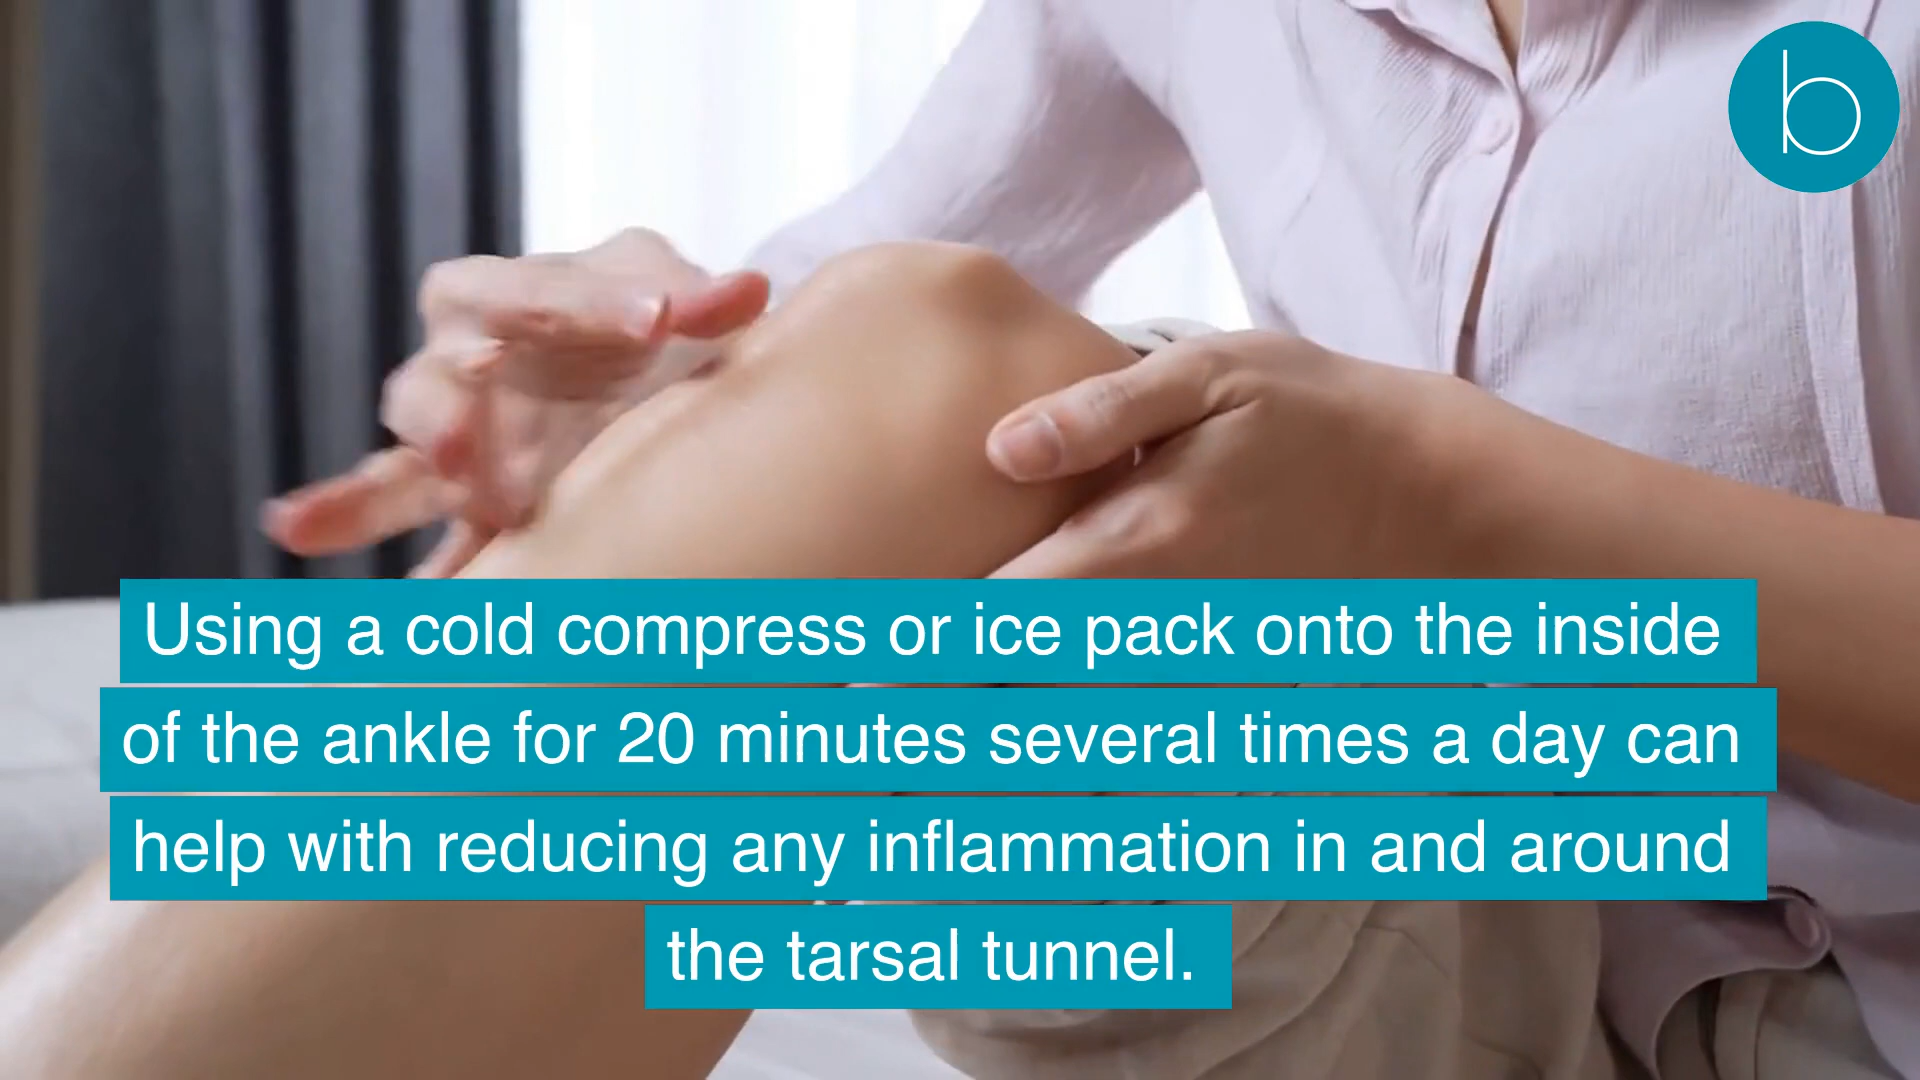 b
Using a cold compress or ice pack onto the inside
of the ankle for 20 minutes several times a day can
help with reducing any inflammation in and around
the tarsal tunnel.